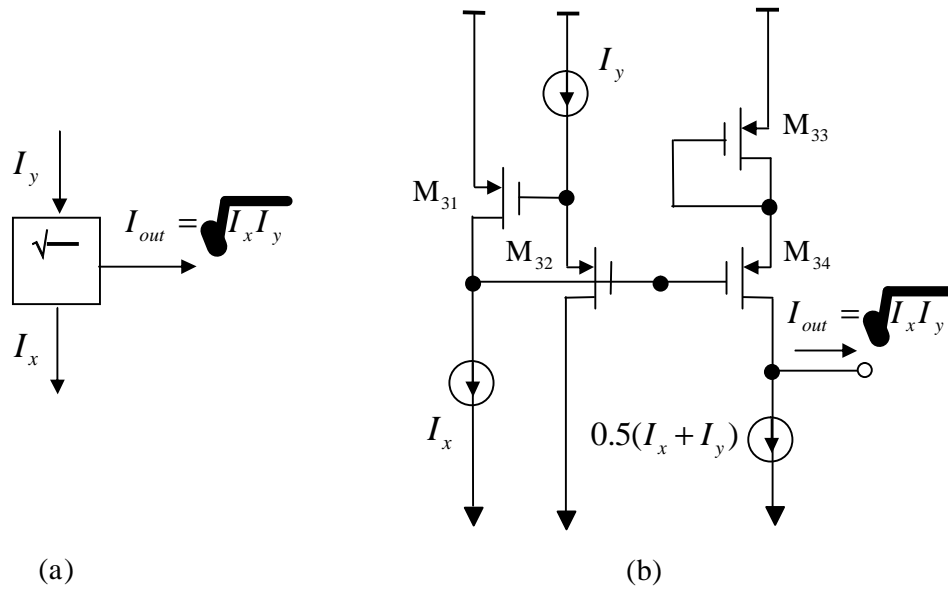 I_y
I_out = √I_x I_y
√
I_x
(a)
I_y
M_33
M_31
M_32
M_34
I_out = √I_x I_y
I_x
0.5(I_x + I_y)
(b)